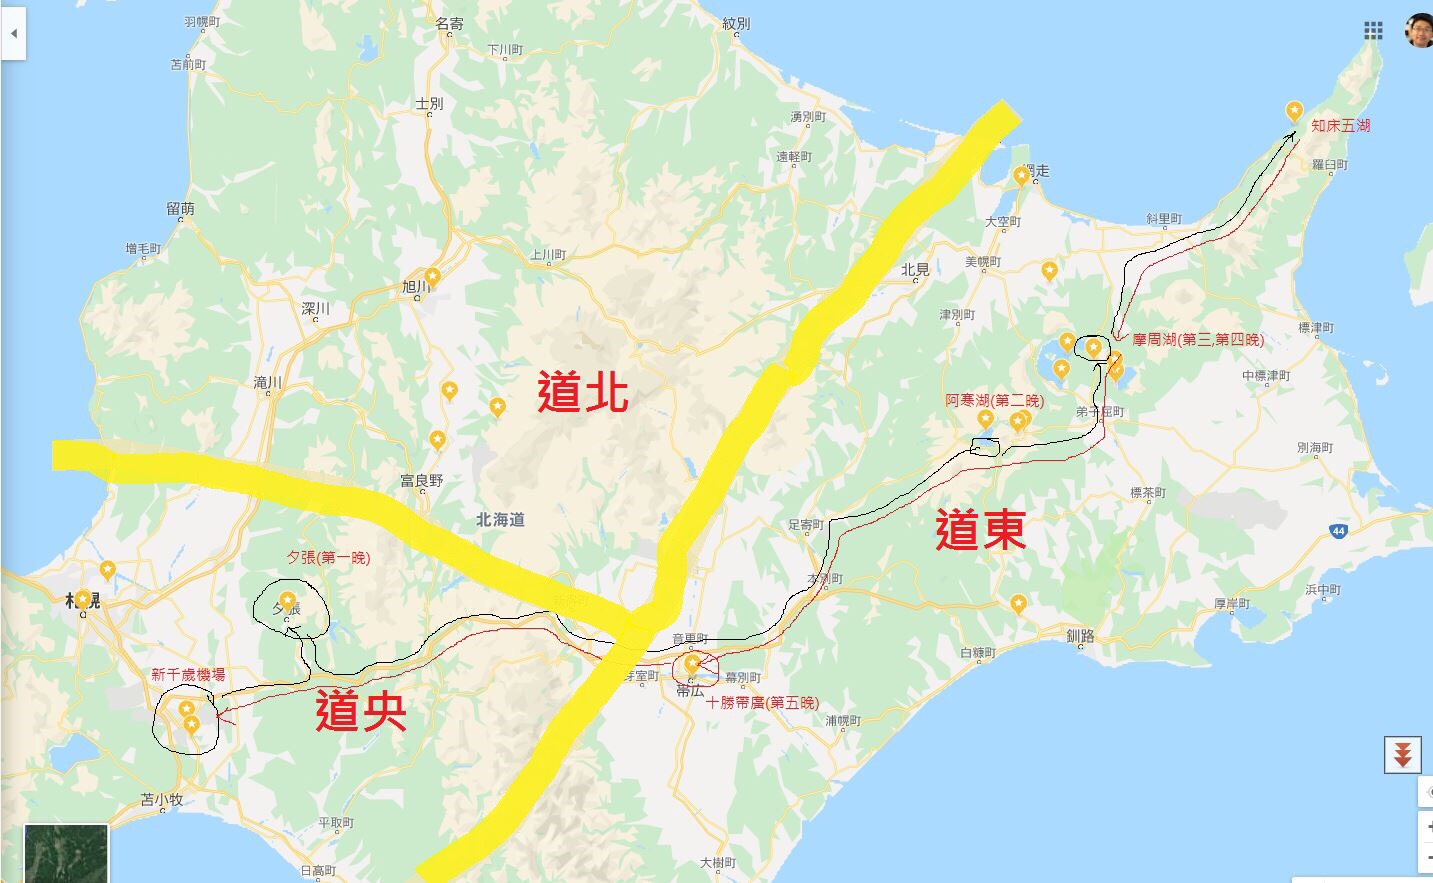 羽幌町
名寄
紋別
下川町
苫前町
士別
湧別町
知床五湖
遠軽町
羅臼町
網走
留萌
大空町
斜里町
増毛町
上川町
美幌町
北見
旭川
深川
津別町
標津町
摩周湖(第三,第四晚)
滝川
道北
中標津町
阿寒湖(第二晚)
弟子屈町
別海町
富良野
標茶町
北海道
足寄町
道東
44
夕張(第一晚)
本別町
浜中町
札幌
夕張
厚岸町
釧路
音更町
白糠町
新千歳機場
芽室町
幕別町
帯広
十勝帶廣(第五晚)
道央
浦幌町
苫小牧
平取町
大樹町
日高町